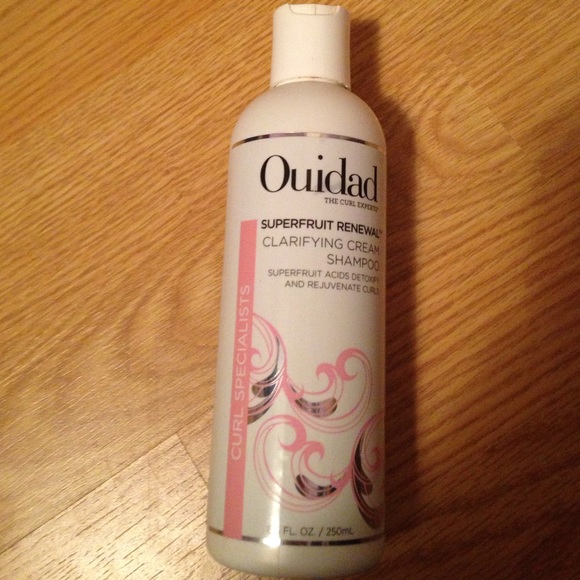 Ouidad
THE CURL EXPERTS
SUPERFRUIT RENEWAL™
CLARIFYING CREAM
SHAMPOO
SUPERFRUIT ACIDS DETOXIFY
AND REJUVENATE CURLS
CURL SPECIALISTS
FL. OZ. / 250mL